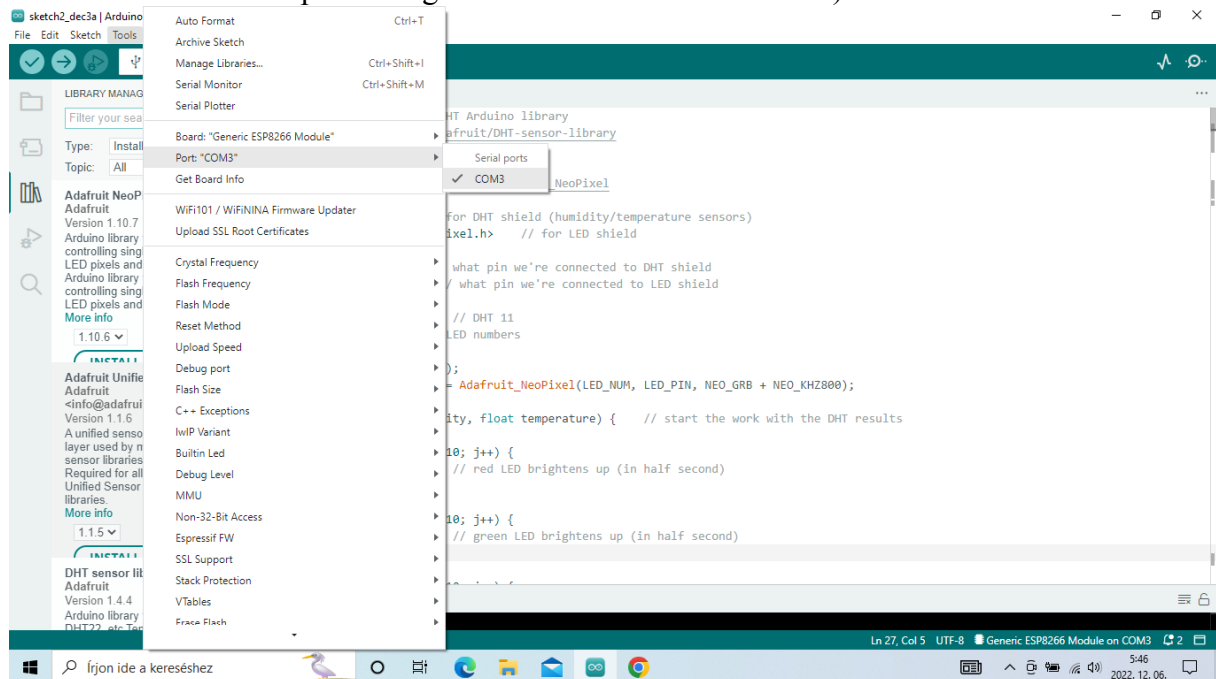 sketch2_dec3a | Arduino
File Edit Sketch Tools
Auto Format Ctrl+T
Archive Sketch
Manage Libraries... Ctrl+Shift+I
Serial Monitor Ctrl+Shift+M
Serial Plotter
Board: "Generic ESP8266 Module"
Port: "COM3"
Get Board Info
WiFi101 / WiFiNINA Firmware Updater
Upload SSL Root Certificates
Crystal Frequency
Flash Frequency
Flash Mode
Reset Method
Upload Speed
Debug port
Flash Size
C++ Exceptions
lwIP Variant
Builtin Led
Debug Level
MMU
Non-32-Bit Access
Espressif FW
SSL Support
Stack Protection
VTables
Erase Flash
Serial ports
COM3
LIBRARY MANAG
Filter your sea
Type: Install
Topic: All
Adafruit NeoP
Adafruit
Version 1.10.7
Arduino library
controlling sing
LED pixels and
Arduino library
controlling sing
LED pixels and
More info
1.10.6
INSTALL
Adafruit Unifie
Adafruit
<info@adafrui
Version 1.1.6
A unified senso
layer used by m
sensor libraries
Required for all
Unified Sensor
libraries.
More info
1.1.5
INSTALL
DHT sensor lib
Adafruit
Version 1.4.4
Arduino library
DHT22, etc Tem
HT Arduino library
afruit/DHT-sensor-library
_NeoPixel
for DHT shield (humidity/temperature sensors)
ixel.h> // for LED shield
what pin we're connected to DHT shield
/ what pin we're connected to LED shield
// DHT 11
LED numbers
);
= Adafruit_NeoPixel(LED_NUM, LED_PIN, NEO_GRB + NEO_KHZ800);
ity, float temperature) { // start the work with the DHT results
10; j++) {
// red LED brightens up (in half second)
10; j++) {
// green LED brightens up (in half second)
Ln 27, Col 5 UTF-8 Generic ESP8266 Module on COM3 2
Írjon ide a kereséshez
5:46
2022. 12. 06.